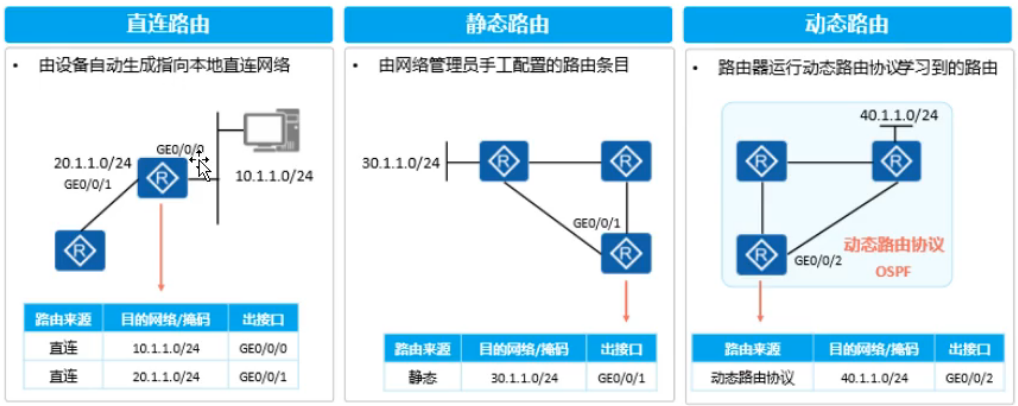 直连路由
• 由设备自动生成指向本地直连网络
GE0/0/0
20.1.1.0/24
GE0/0/1
10.1.1.0/24
R
R
路由来源 目的网络/掩码 出接口
直连 10.1.1.0/24 GE0/0/0
直连 20.1.1.0/24 GE0/0/1
静态路由
• 由网络管理员手工配置的路由条目
30.1.1.0/24
R
R
GE0/0/1
R
路由来源 目的网络/掩码 出接口
静态 30.1.1.0/24 GE0/0/1
动态路由
• 路由器运行动态路由协议学习到的路由
40.1.1.0/24
R
R
R
GE0/0/2
动态路由协议
OSPF
路由来源 目的网络/掩码 出接口
动态路由协议 40.1.1.0/24 GE0/0/2